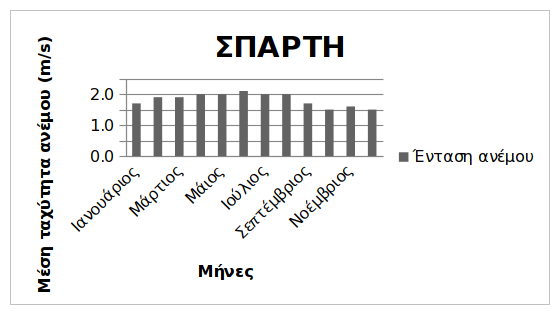 ΣΠΑΡΤΗ
Μέση ταχύτητα ανέμου (m/s)
2.0
1.0
0.0
Ιανουάριος
Μάρτιος
Μάιος
Ιούλιος
Σεπτέμβριος
Νοέμβριος
Ένταση ανέμου
Μήνες